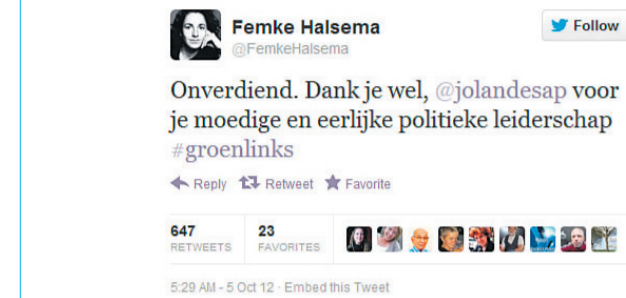 Femke Halsema
@FemkeHalsema
Follow
Onverdiend. Dank je wel, @jolandesap voor
je moedige en eerlijke politieke leiderschap
#groenlinks
Reply Retweet Favorite
647 23
RETWEETS FAVORITES
5:29 AM - 5 Oct 12 · Embed this Tweet